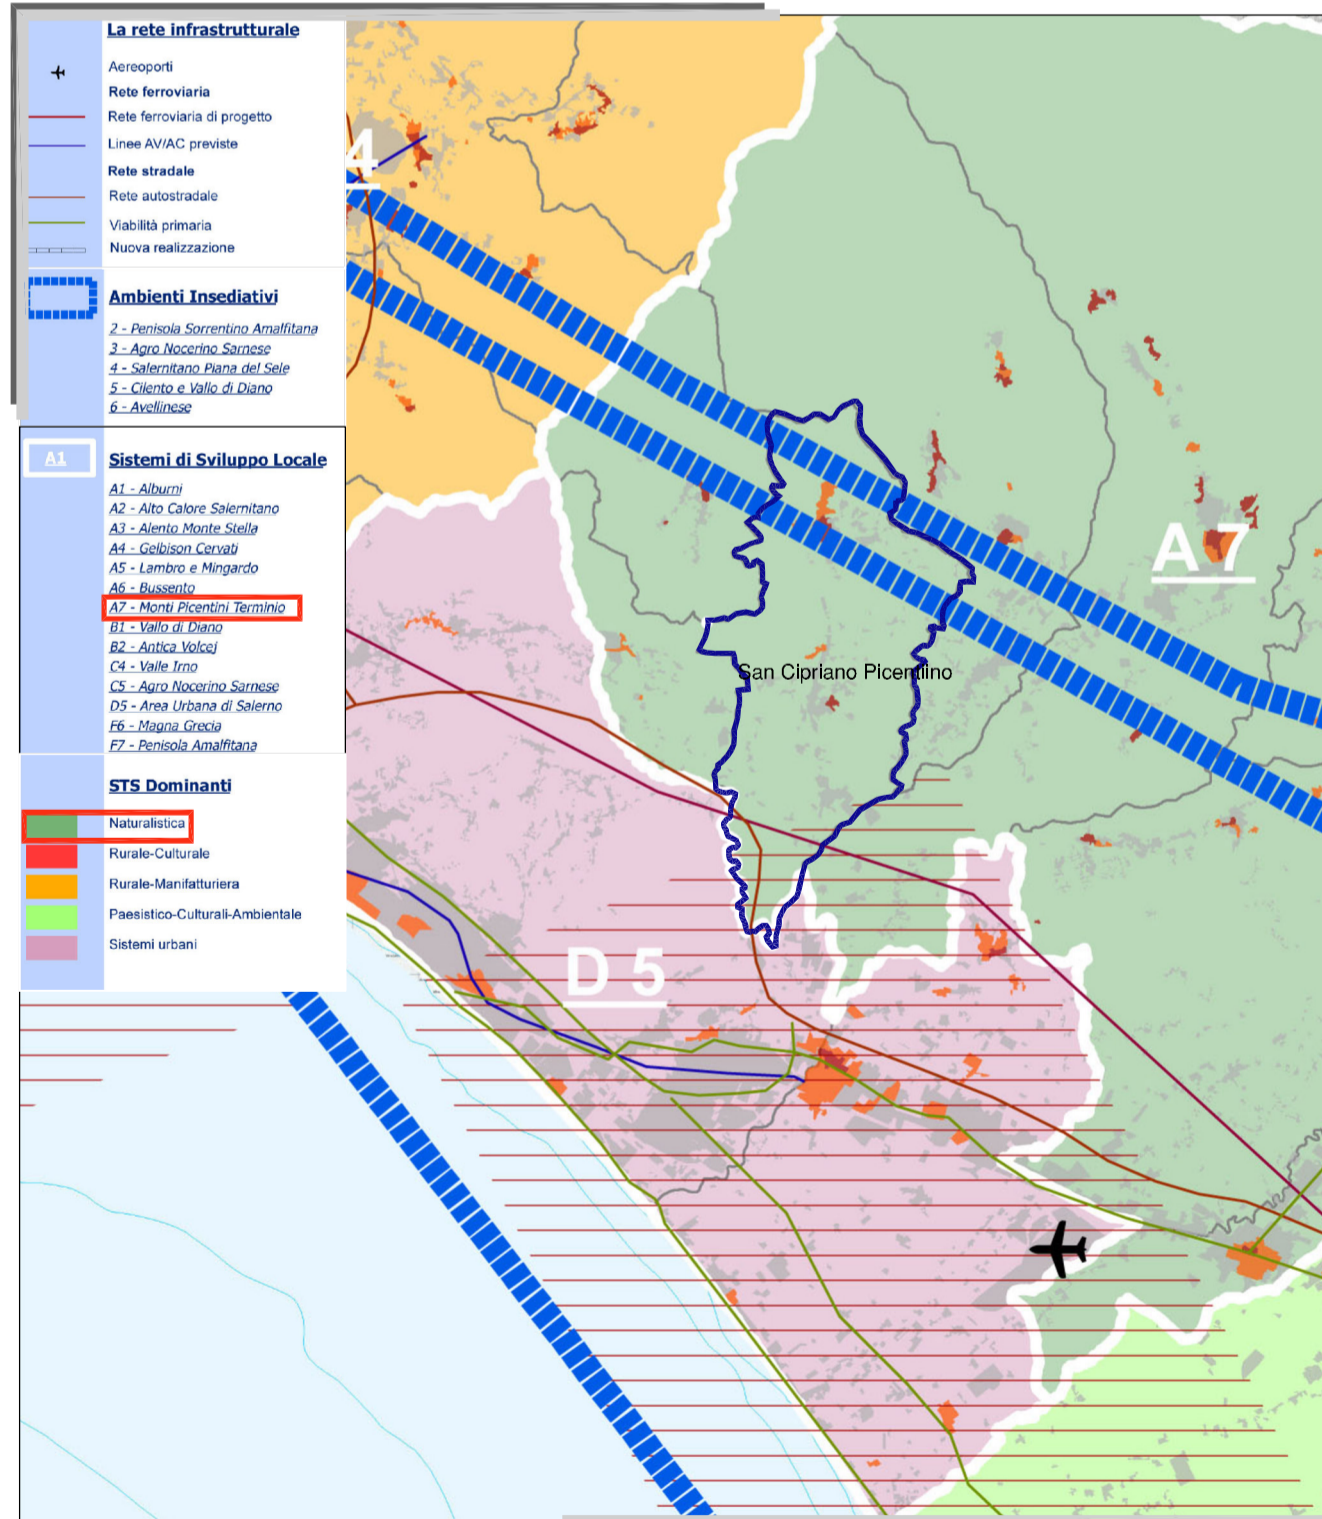 La rete infrastrutturale
Aereoporti
Rete ferroviaria
Rete ferroviaria di progetto
Linee AV/AC previste
Rete stradale
Rete autostradale
Viabilità primaria
Nuova realizzazione
Ambienti Insediativi
2 - Penisola Sorrentino Amalfitana
3 - Agro Nocerino Sarnese
4 - Salernitano Piana del Sele
5 - Cilento e Vallo di Diano
6 - Avellinese
A1
Sistemi di Sviluppo Locale
A1 - Alburni
A2 - Alto Calore Salernitano
A3 - Alento Monte Stella
A4 - Gelbison Cervati
A5 - Lambro e Mingardo
A6 - Bussento
A7 - Monti Picentini Terminio
B1 - Vallo di Diano
B2 - Antica Volcej
C4 - Valle Irno
C5 - Agro Nocerino Sarnese
D5 - Area Urbana di Salerno
F6 - Magna Grecia
F7 - Penisola Amalfitana
STS Dominanti
Naturalistica
Rurale-Culturale
Rurale-Manifatturiera
Paesistico-Culturali-Ambientale
Sistemi urbani
4
A 7
San Cipriano Picentino
D 5